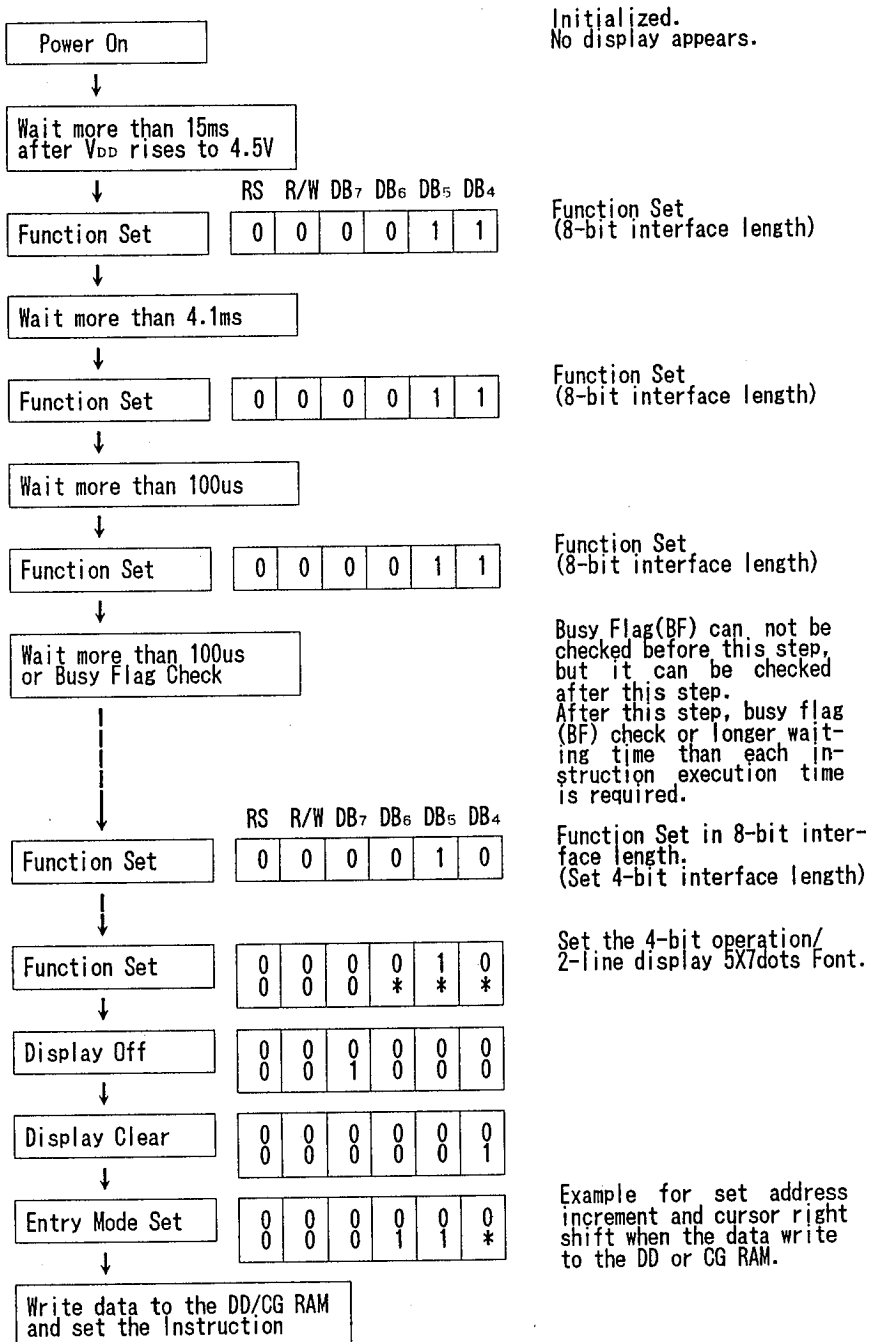 Power On
Initialized.
No display appears.
Wait more than 15ms
after VDD rises to 4.5V
RS R/W DB7 DB6 DB5 DB4
Function Set
0 0 0 0 1 1
Function Set
(8-bit interface length)
Wait more than 4.1ms
Function Set
0 0 0 0 1 1
Function Set
(8-bit interface length)
Wait more than 100us
Function Set
0 0 0 0 1 1
Function Set
(8-bit interface length)
Wait more than 100us
or Busy Flag Check
Busy Flag(BF) can not be
checked before this step,
but it can be checked
after this step.
After this step, busy flag
(BF) check or longer wait-
ing time than each in-
struction execution time
is required.
RS R/W DB7 DB6 DB5 DB4
Function Set
0 0 0 0 1 0
Function Set in 8-bit inter-
face length.
(Set 4-bit interface length)
Function Set
0 0 0 0 1 0
0 0 0 * * *
Set the 4-bit operation/
2-line display 5X7dots Font.
Display Off
0 0 0 0 0 0
0 0 1 0 0 0
Display Clear
0 0 0 0 0 0
0 0 0 0 0 1
Entry Mode Set
0 0 0 0 0 0
0 0 0 1 1 *
Example for set address
increment and cursor right
shift when the data write
to the DD or CG RAM.
Write data to the DD/CG RAM
and set the Instruction